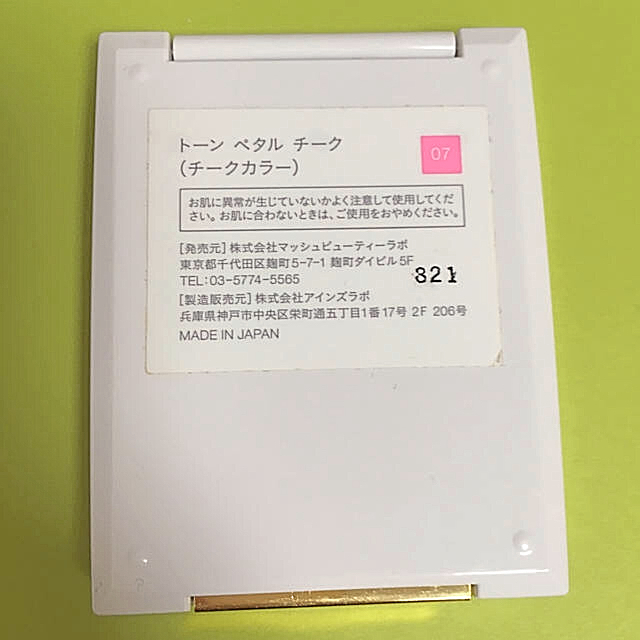 トーン ペタル チーク
(チークカラー)
07
お肌に異常が生じていないかよく注意して使用してくだ
さい。お肌に合わないときは、ご使用をおやめください。
[発売元] 株式会社マッシュビューティーラボ
東京都千代田区麹町5-7-1 麹町ダイビル5F
TEL:03-5774-5565
821
[製造販売元] 株式会社アインズラボ
兵庫県神戸市中央区栄町通五丁目1番17号 2F 206号
MADE IN JAPAN